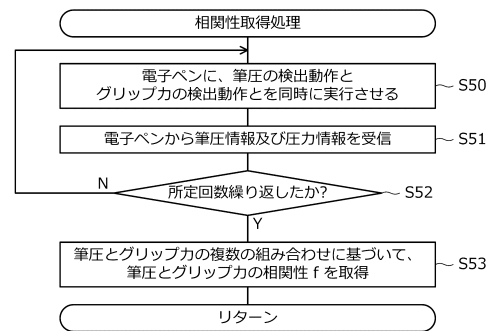 相関性取得処理
電子ペンに、筆圧の検出動作と
グリップ力の検出動作とを同時に実行させる
S50
電子ペンから筆圧情報及び圧力情報を受信
S51
N
所定回数繰り返したか?
S52
Y
筆圧とグリップ力の複数の組み合わせに基づいて、
筆圧とグリップ力の相関性 f を取得
S53
リターン